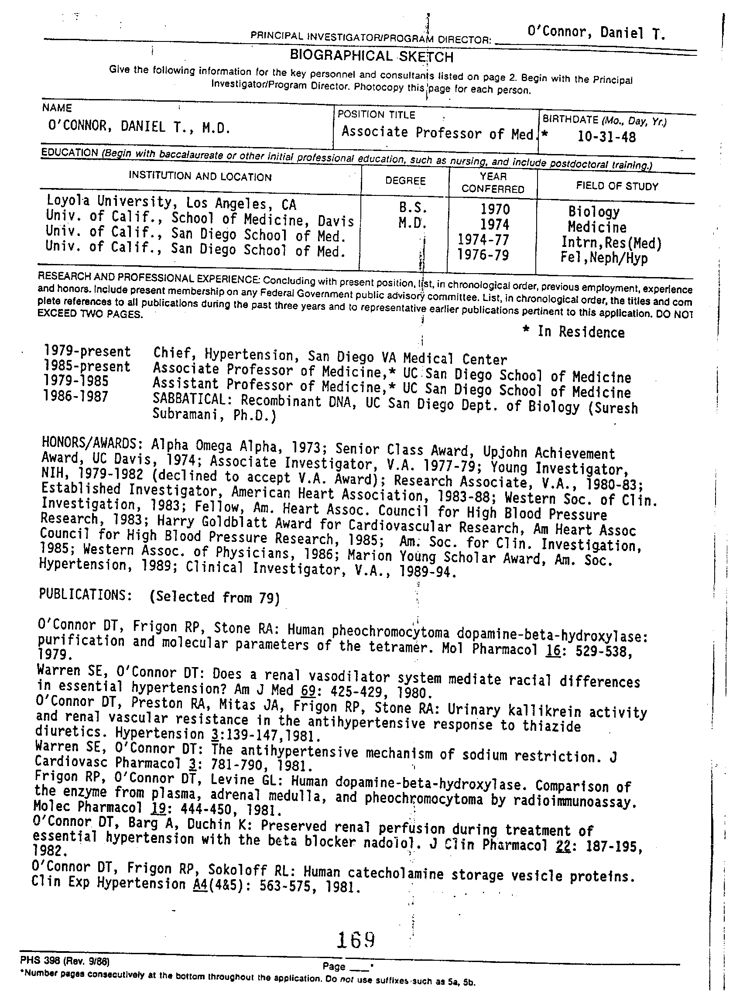 PRINCIPAL INVESTIGATOR/PROGRAM DIRECTOR: O'Connor, Daniel T.
BIOGRAPHICAL SKETCH
Give the following information for the key personnel and consultants listed on page 2. Begin with the Principal
Investigator/Program Director. Photocopy this page for each person.
NAME
O'CONNOR, DANIEL T., M.D.
POSITION TITLE
Associate Professor of Med.*
BIRTHDATE (Mo., Day, Yr.)
10-31-48
EDUCATION (Begin with baccalaureate or other initial professional education, such as nursing, and include postdoctoral training.)
INSTITUTION AND LOCATION DEGREE YEAR CONFERRED FIELD OF STUDY
Loyola University, Los Angeles, CA B.S. 1970 Biology
Univ. of Calif., School of Medicine, Davis M.D. 1974 Medicine
Univ. of Calif., San Diego School of Med. 1974-77 Intrn,Res(Med)
Univ. of Calif., San Diego School of Med. 1976-79 Fel,Neph/Hyp
RESEARCH AND PROFESSIONAL EXPERIENCE: Concluding with present position, list, in chronological order, previous employment, experience
and honors. Include present membership on any Federal Government public advisory committee. List, in chronological order, the titles and com
plete references to all publications during the past three years and to representative earlier publications pertinent to this application. DO NOT
EXCEED TWO PAGES.
* In Residence
1979-present Chief, Hypertension, San Diego VA Medical Center
1985-present Associate Professor of Medicine,* UC San Diego School of Medicine
1979-1985 Assistant Professor of Medicine,* UC San Diego School of Medicine
1986-1987 SABBATICAL: Recombinant DNA, UC San Diego Dept. of Biology (Suresh
Subramani, Ph.D.)
HONORS/AWARDS: Alpha Omega Alpha, 1973; Senior Class Award, Upjohn Achievement
Award, UC Davis, 1974; Associate Investigator, V.A. 1977-79; Young Investigator,
NIH, 1979-1982 (declined to accept V.A. Award); Research Associate, V.A., 1980-83;
Established Investigator, American Heart Association, 1983-88; Western Soc. of Clin.
Investigation, 1983; Fellow, Am. Heart Assoc. Council for High Blood Pressure
Research, 1983; Harry Goldblatt Award for Cardiovascular Research, Am Heart Assoc
Council for High Blood Pressure Research, 1985; Am. Soc. for Clin. Investigation,
1985; Western Assoc. of Physicians, 1986; Marion Young Scholar Award, Am. Soc.
Hypertension, 1989; Clinical Investigator, V.A., 1989-94.
PUBLICATIONS: (Selected from 79)
O'Connor DT, Frigon RP, Stone RA: Human pheochromocytoma dopamine-beta-hydroxylase:
purification and molecular parameters of the tetramer. Mol Pharmacol 16: 529-538,
1979.
Warren SE, O'Connor DT: Does a renal vasodilator system mediate racial differences
in essential hypertension? Am J Med 69: 425-429, 1980.
O'Connor DT, Preston RA, Mitas JA, Frigon RP, Stone RA: Urinary kallikrein activity
and renal vascular resistance in the antihypertensive response to thiazide
diuretics. Hypertension 3:139-147,1981.
Warren SE, O'Connor DT: The antihypertensive mechanism of sodium restriction. J
Cardiovasc Pharmacol 3: 781-790, 1981.
Frigon RP, O'Connor DT, Levine GL: Human dopamine-beta-hydroxylase. Comparison of
the enzyme from plasma, adrenal medulla, and pheochromocytoma by radioimmunoassay.
Molec Pharmacol 19: 444-450, 1981.
O'Connor DT, Barg A, Duchin K: Preserved renal perfusion during treatment of
essential hypertension with the beta blocker nadolol. J Clin Pharmacol 22: 187-195,
1982.
O'Connor DT, Frigon RP, Sokoloff RL: Human catecholamine storage vesicle proteins.
Clin Exp Hypertension A4(4&5): 563-575, 1981.
169
PHS 398 (Rev. 9/86) Page ___*
*Number pages consecutively at the bottom throughout the application. Do not use suffixes such as 5a, 5b.